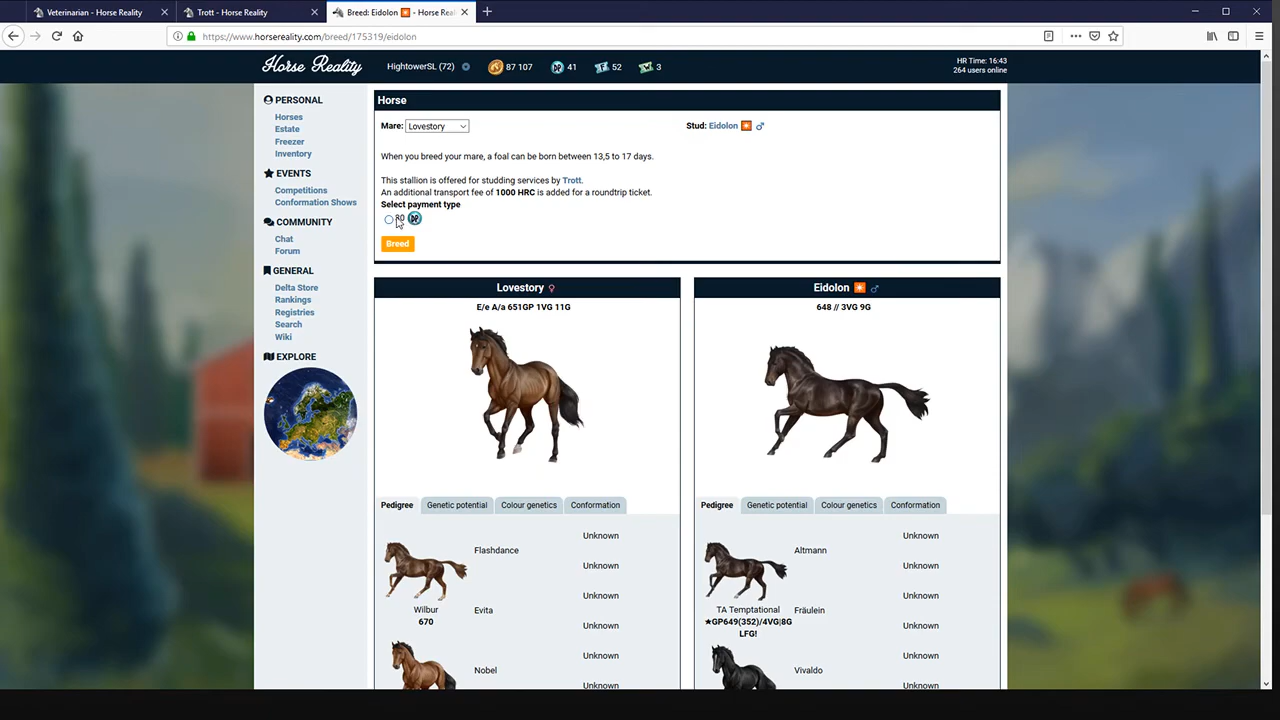 Veterinarian - Horse Reality
Trott - Horse Reality
Breed: Eidolon - Horse Rea
https://www.horsereality.com/breed/175319/eidolon
Horse Reality
HightowerSL (72)
87 107
41
52
3
HR Time: 16:43
264 users online
PERSONAL
Horses
Estate
Freezer
Inventory
EVENTS
Competitions
Conformation Shows
COMMUNITY
Chat
Forum
GENERAL
Delta Store
Rankings
Registries
Search
Wiki
EXPLORE
Horse
Mare: Lovestory
Stud: Eidolon
When you breed your mare, a foal can be born between 13,5 to 17 days.
This stallion is offered for studding services by Trott.
An additional transport fee of 1000 HRC is added for a roundtrip ticket.
Select payment type
DP
Breed
Lovestory
E/e A/a 651GP 1VG 11G
Pedigree
Genetic potential
Colour genetics
Conformation
Flashdance
Wilbur
670
Evita
Nobel
Unknown
Unknown
Unknown
Unknown
Unknown
Unknown
Eidolon
648 // 3VG 9G
Pedigree
Genetic potential
Colour genetics
Conformation
Altmann
TA Temptational
★GP649(352)/4VG|8G
LFG!
Fräulein
Vivaldo
Unknown
Unknown
Unknown
Unknown
Unknown
Unknown